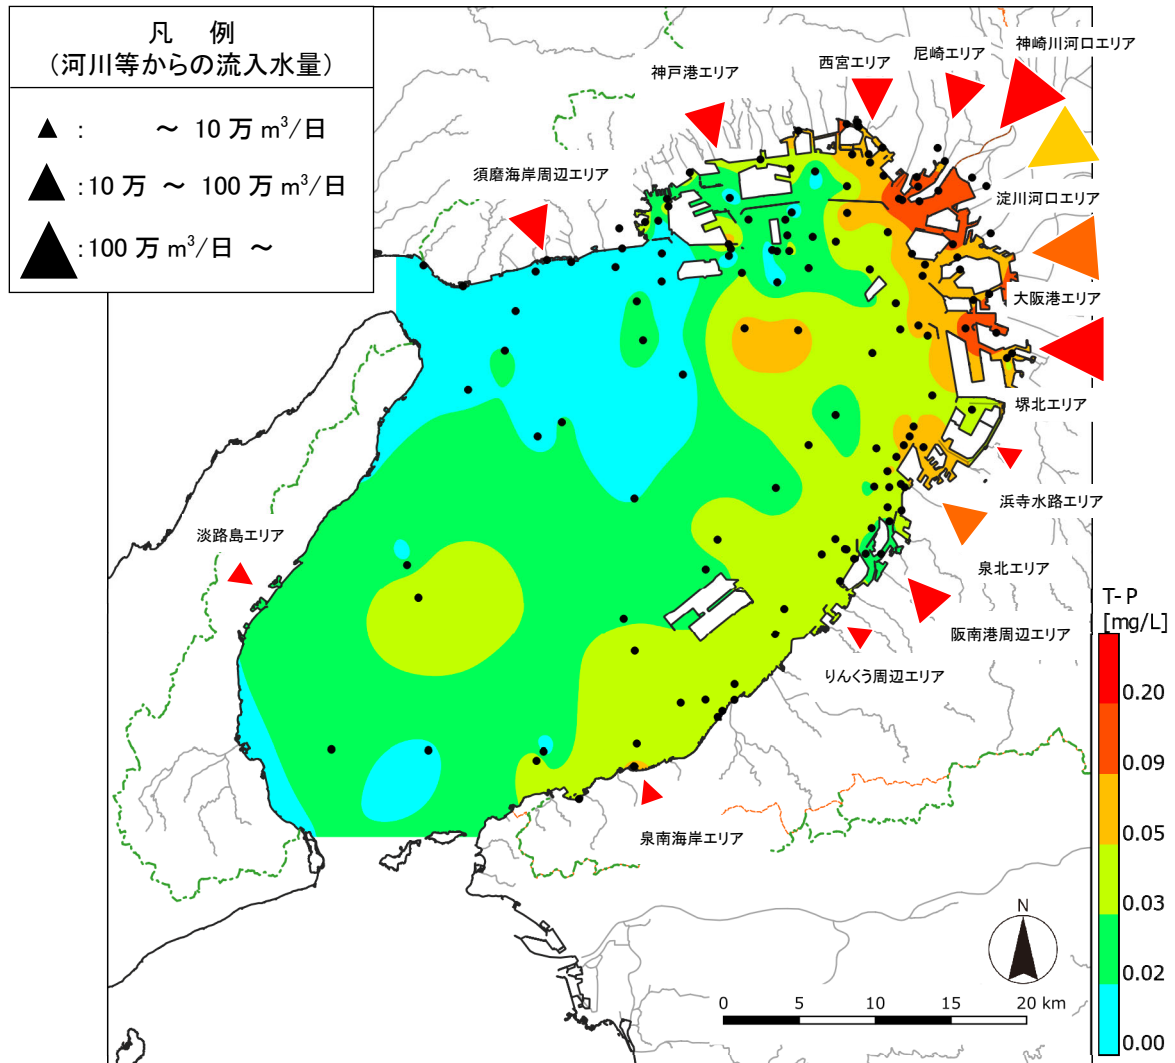 凡 例
(河川等からの流入水量)
: ～ 10 万 m³/日
: 10 万 ～ 100 万 m³/日
: 100 万 m³/日 ～
神戸港エリア
西宮エリア
尼崎エリア
神崎川河口エリア
須磨海岸周辺エリア
淀川河口エリア
大阪港エリア
堺北エリア
浜寺水路エリア
淡路島エリア
泉北エリア
阪南港周辺エリア
りんくう周辺エリア
泉南海岸エリア
T-P
[mg/L]
0.20
0.09
0.05
0.03
0.02
0.00
N
0 5 10 15 20 km